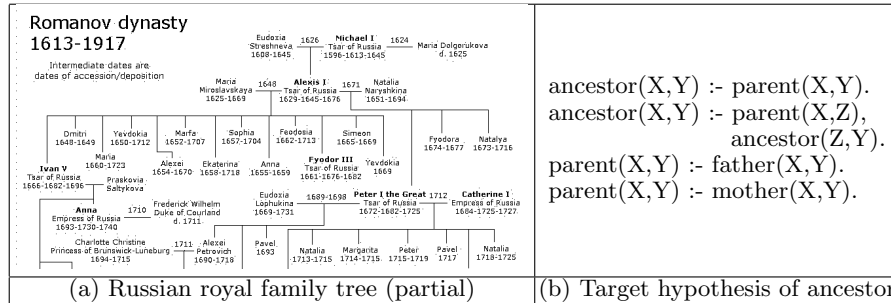 Romanov dynasty
1613-1917
Intermediate dates are
dates of accession/deposition
Eudoxia
Streshneva
1608-1645
1626
Michael I
Tsar of Russia
1596-1613-1645
1624
Maria Dolgorukova
d. 1625
Maria
Miroslavskaya
1625-1669
1648
Alexis I
Tsar of Russia
1629-1645-1676
1671
Natalia
Naryshkina
1651-1694
Dmitri
1648-1649
Yevdokia
1650-1712
Marfa
1652-1707
Sophia
1657-1704
Feodosia
1662-1713
Simeon
1665-1669
Fyodora
1674-1677
Natalya
1673-1716
Maria
1660-1723
Alexei
1654-1670
Ekaterina
1658-1718
Anna
1655-1659
Fyodor III
Tsar of Russia
1661-1676-1682
Yevdokia
1669
Ivan V
Tsar of Russia
1666-1682-1696
Praskovia
Saltykova
Eudoxia
Lophukina
1669-1731
1689-1698
Peter I the Great
Tsar of Russia
1672-1682-1725
1712
Catherine I
Empress of Russia
1684-1725-1727
Anna
Empress of Russia
1693-1730-1740
1710
Frederick Wilhelm
Duke of Courland
d. 1711
Charlotte Christine
Princess of Brunswick-Luneburg
1694-1715
1711
Alexei
Petrovich
1690-1718
Pavel
1693
Natalia
1713-1715
Margarita
1714-1715
Peter
1715-1719
Pavel
1717
Natalia
1718-1725
(a) Russian royal family tree (partial)
ancestor(X,Y) :- parent(X,Y).
ancestor(X,Y) :- parent(X,Z),
ancestor(Z,Y).
parent(X,Y) :- father(X,Y).
parent(X,Y) :- mother(X,Y).
(b) Target hypothesis of ancestor